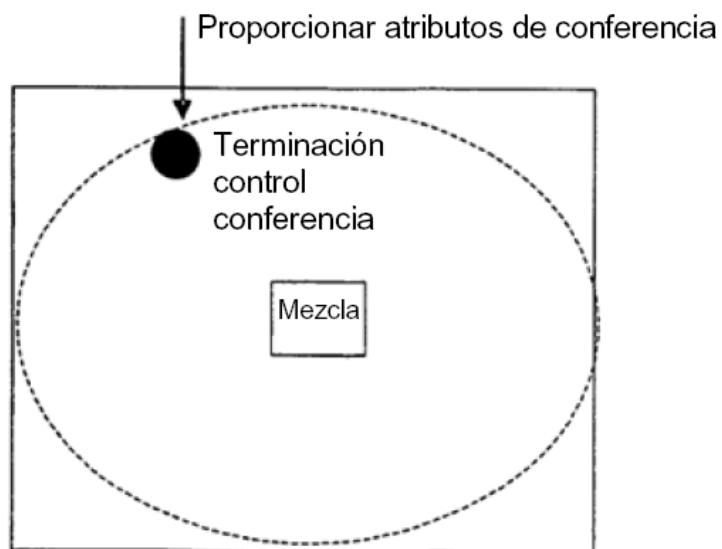 Proporcionar atributos de conferencia
Terminación
control
conferencia
Mezcla